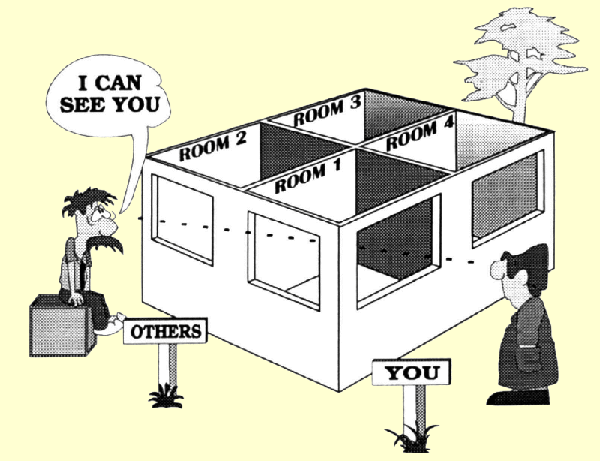 I CAN
SEE YOU
ROOM 3
ROOM 2
ROOM 4
ROOM 1
OTHERS
YOU